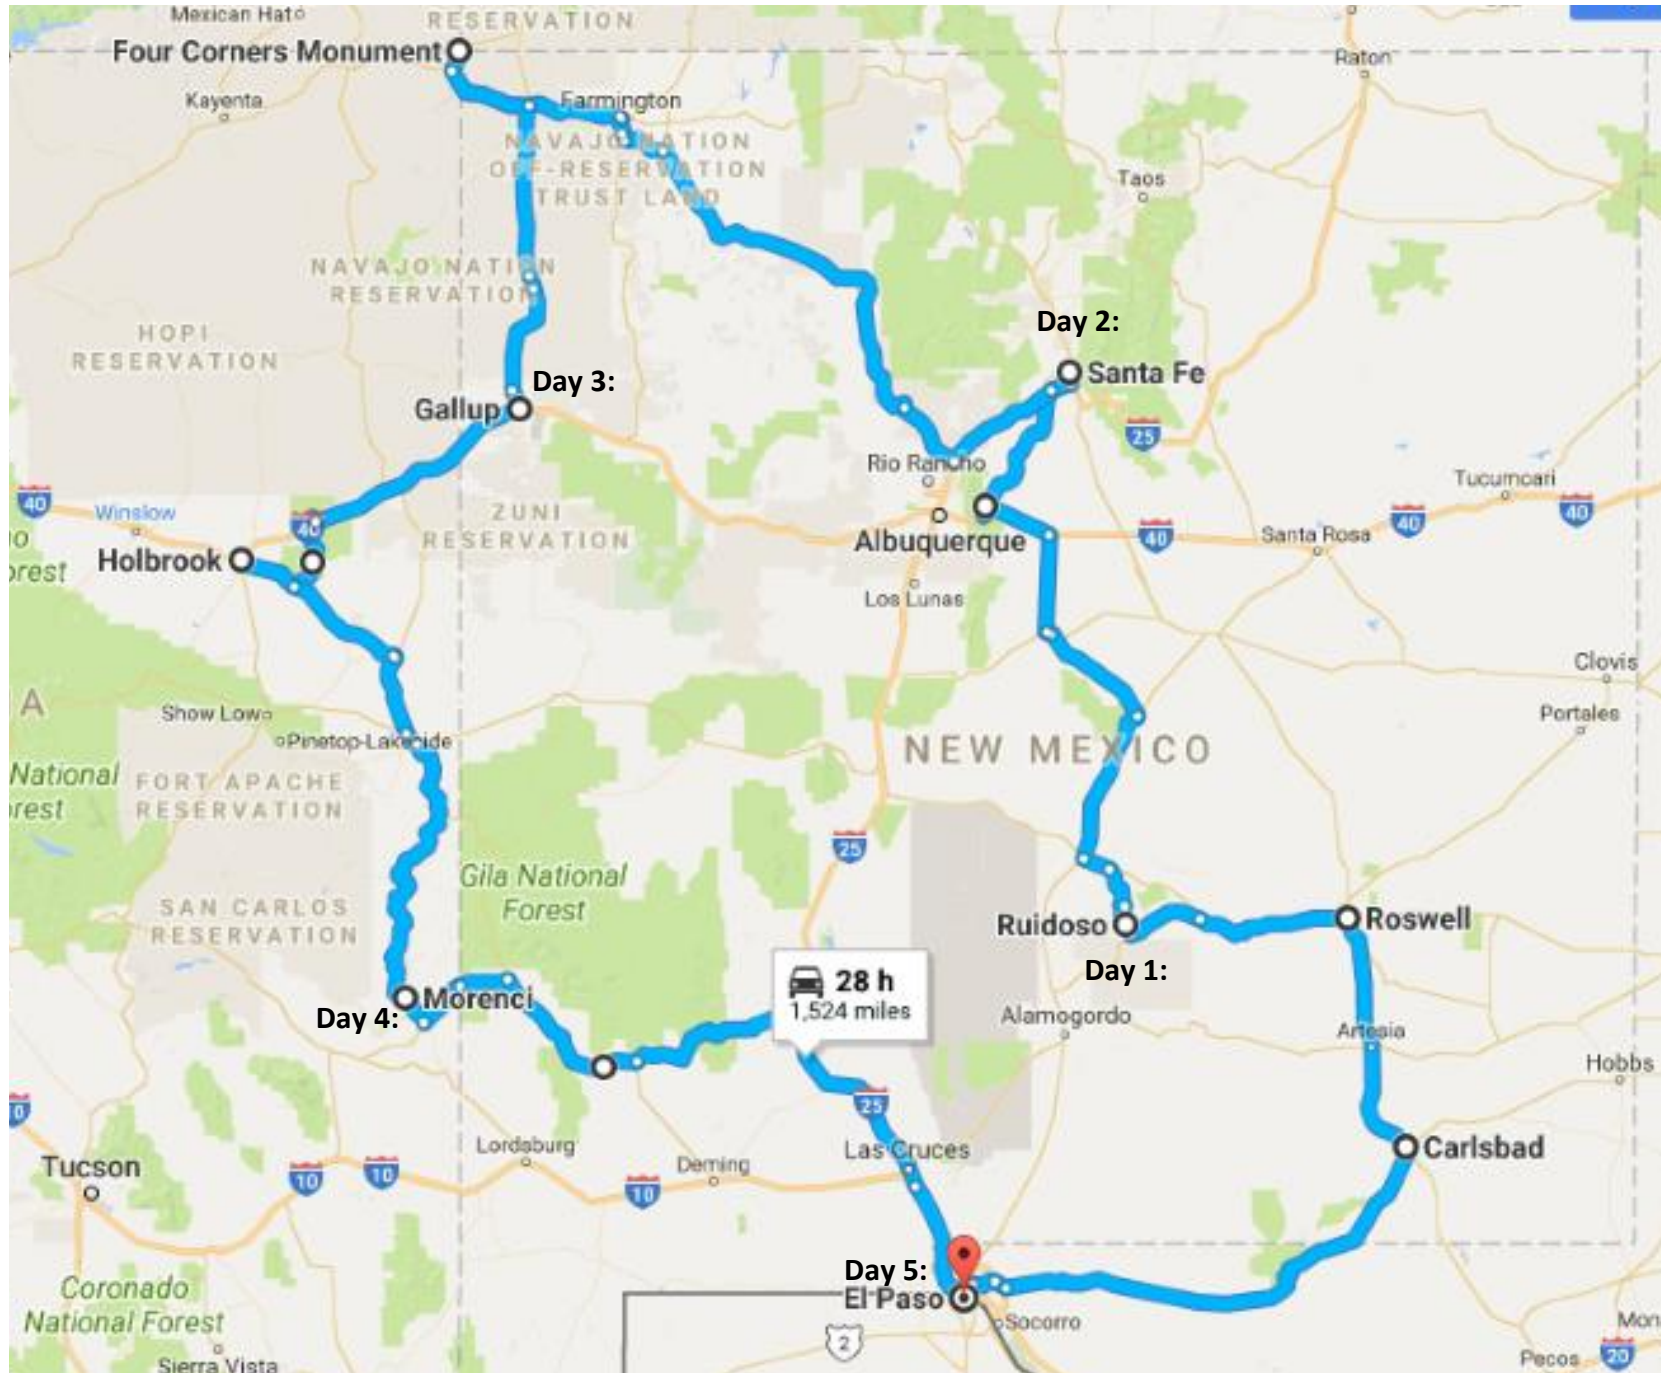 Mexican Hat
RESERVATION
Four Corners Monument
Raton
Kayenta
Farmington
NAVAJO NATION
OFF-RESERVATION
TRUST LAND
Taos
NAVAJO NATION
RESERVATION
HOPI
RESERVATION
Day 2:
Santa Fe
Day 3:
Gallup
25
Rio Rancho
Tucumcari
40
Winslow
40
ZUNI
RESERVATION
40
40
40
Santa Rosa
Albuquerque
Holbrook
orest
Los Lunas
Clovis
A
Show Low
Portales
Pinetop-Lakeside
NEW MEXICO
National
rest
FORT APACHE
RESERVATION
25
Gila National
Forest
SAN CARLOS
RESERVATION
Ruidoso
Roswell
Day 1:
28 h
1,524 miles
Morenci
Day 4:
Alamogordo
Artesia
Hobbs
0
25
Las Cruces
Lordsburg
Deming
Carlsbad
Tucson
10
10
10
Day 5:
El Paso
Coronado
National Forest
Socorro
Mon
2
Sierra Vista
Pecos
20